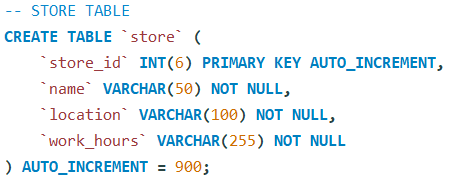 -- STORE TABLE
CREATE TABLE `store` (
    `store_id` INT(6) PRIMARY KEY AUTO_INCREMENT,
    `name` VARCHAR(50) NOT NULL,
    `location` VARCHAR(100) NOT NULL,
    `work_hours` VARCHAR(255) NOT NULL
) AUTO_INCREMENT = 900;